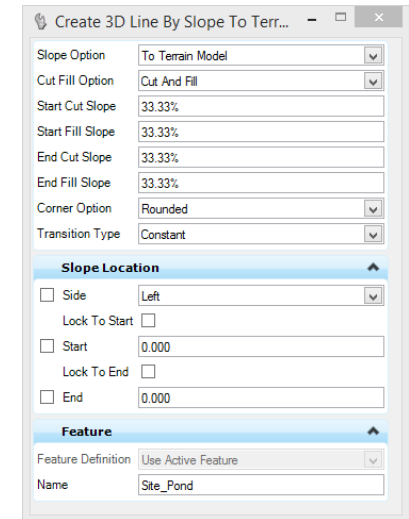 Create 3D Line By Slope To Terr...
Slope Option To Terrain Model
Cut Fill Option Cut And Fill
Start Cut Slope 33.33%
Start Fill Slope 33.33%
End Cut Slope 33.33%
End Fill Slope 33.33%
Corner Option Rounded
Transition Type Constant
Slope Location
Side Left
Lock To Start
Start 0.000
Lock To End
End 0.000
Feature
Feature Definition Use Active Feature
Name Site_Pond